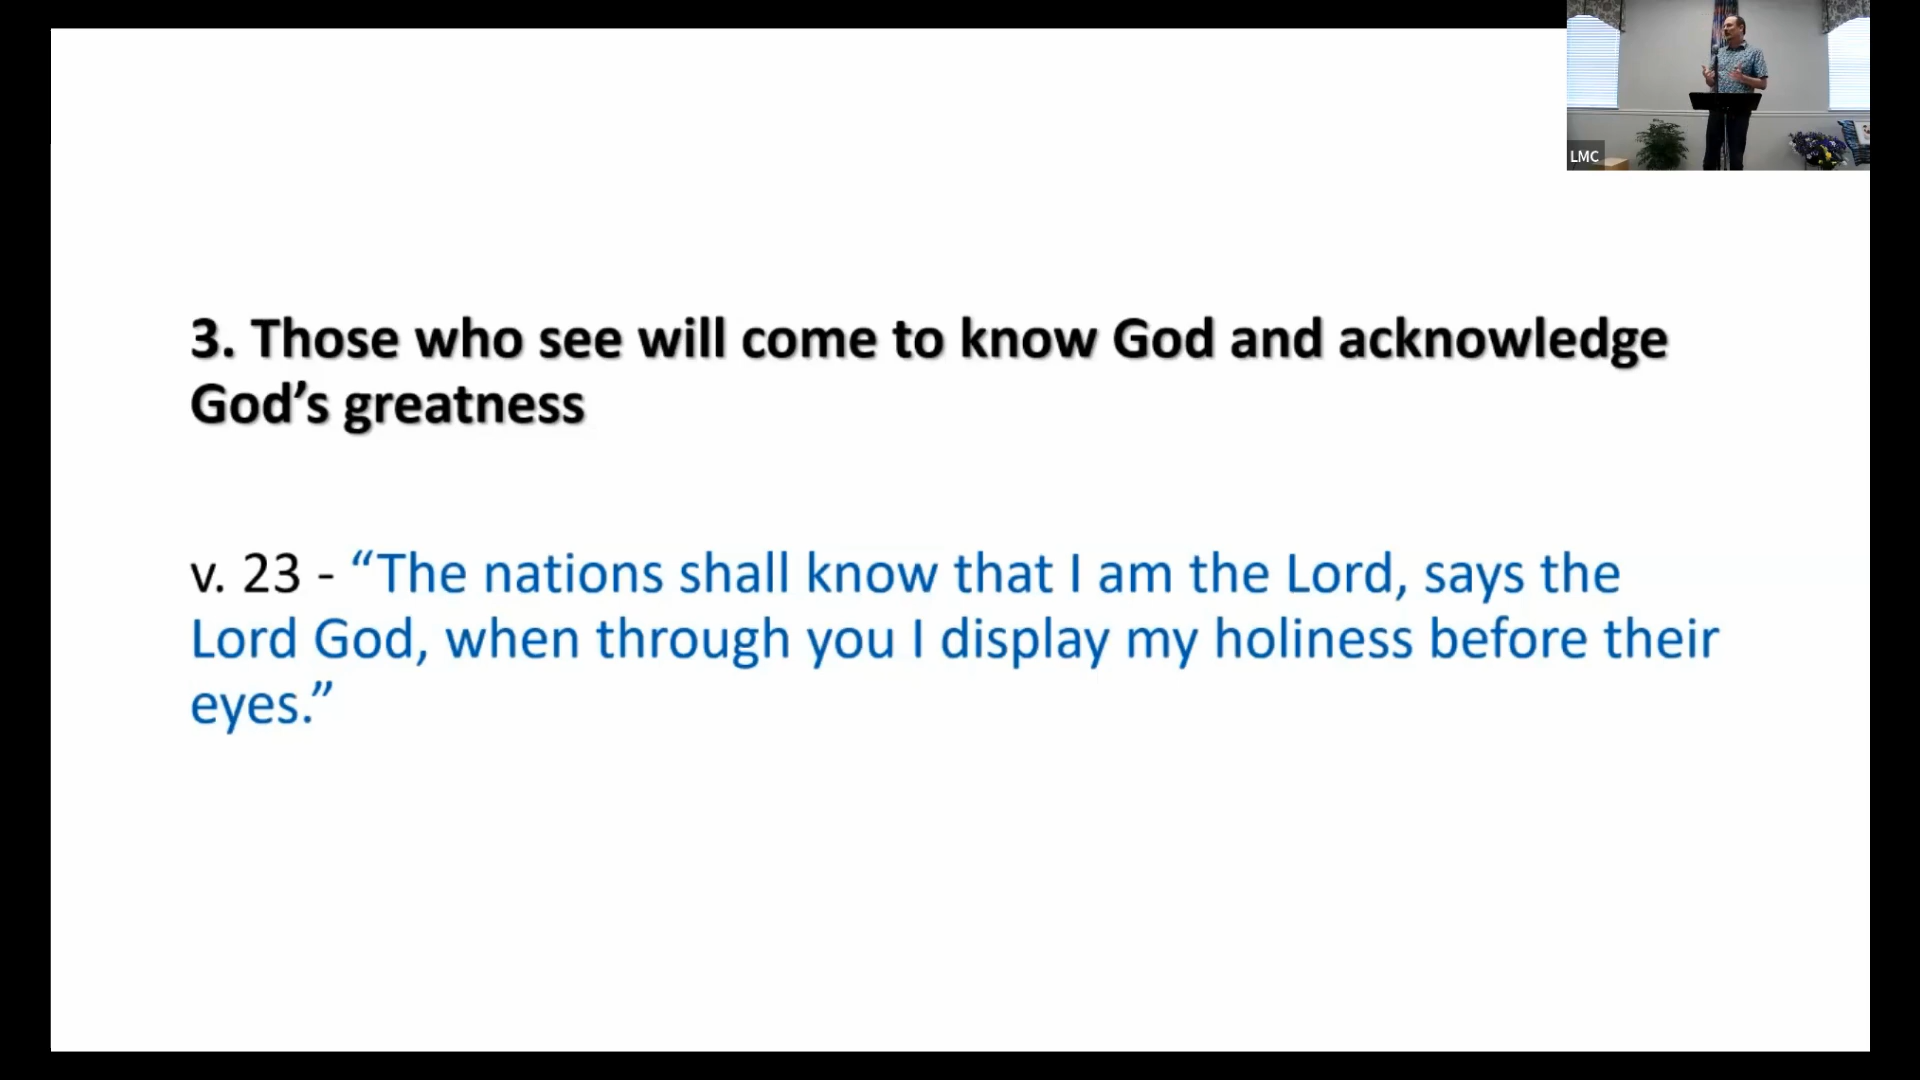 LMC
3. Those who see will come to know God and acknowledge
God’s greatness
v. 23 - “The nations shall know that I am the Lord, says the
Lord God, when through you I display my holiness before their
eyes.”